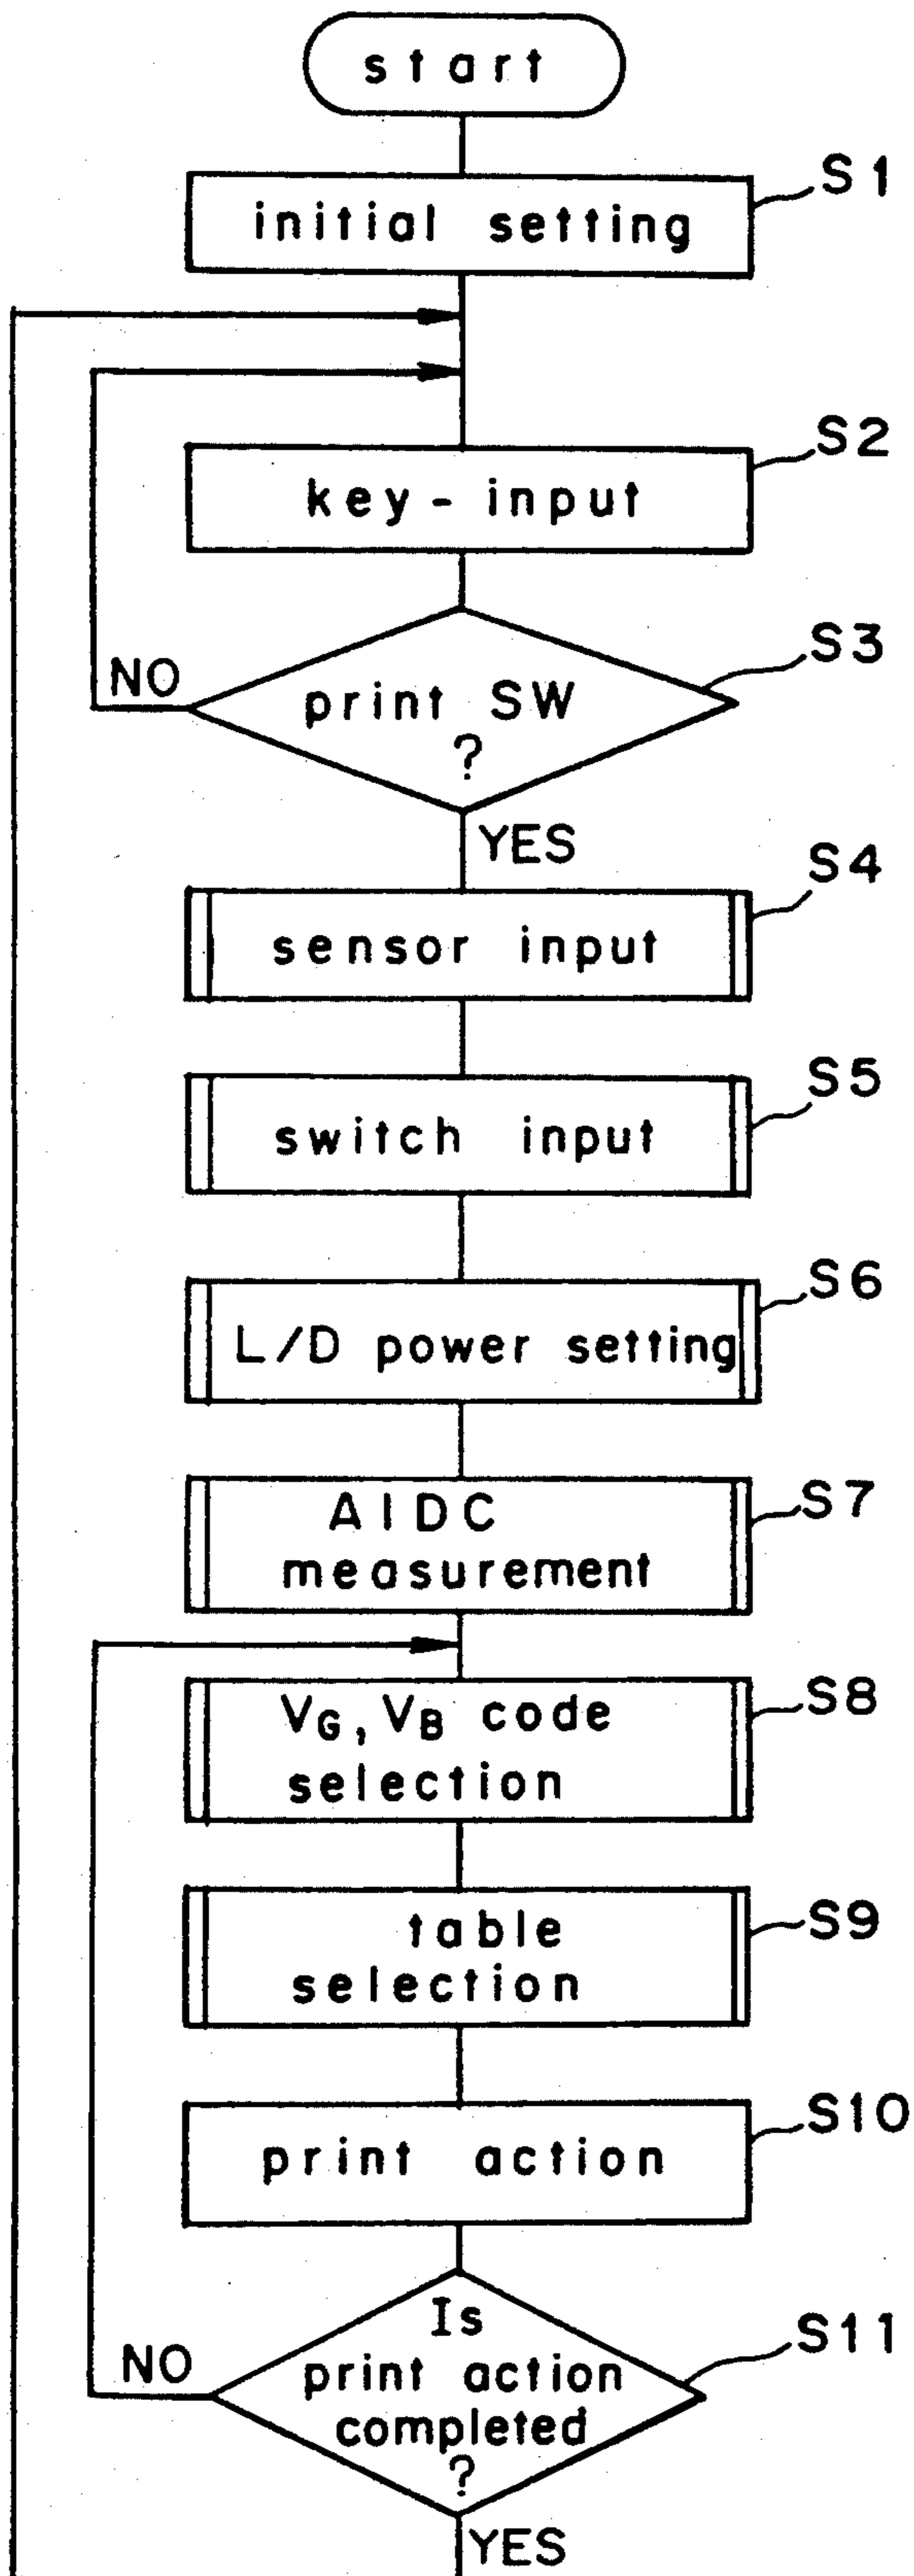 start
S1
initial setting
S2
key-input
S3
NO
print SW
?
YES
S4
sensor input
S5
switch input
S6
L/D power setting
S7
AIDC
measurement
S8
VG, VB code
selection
S9
table
selection
S10
print action
S11
Is
NO
print action
completed
?
YES